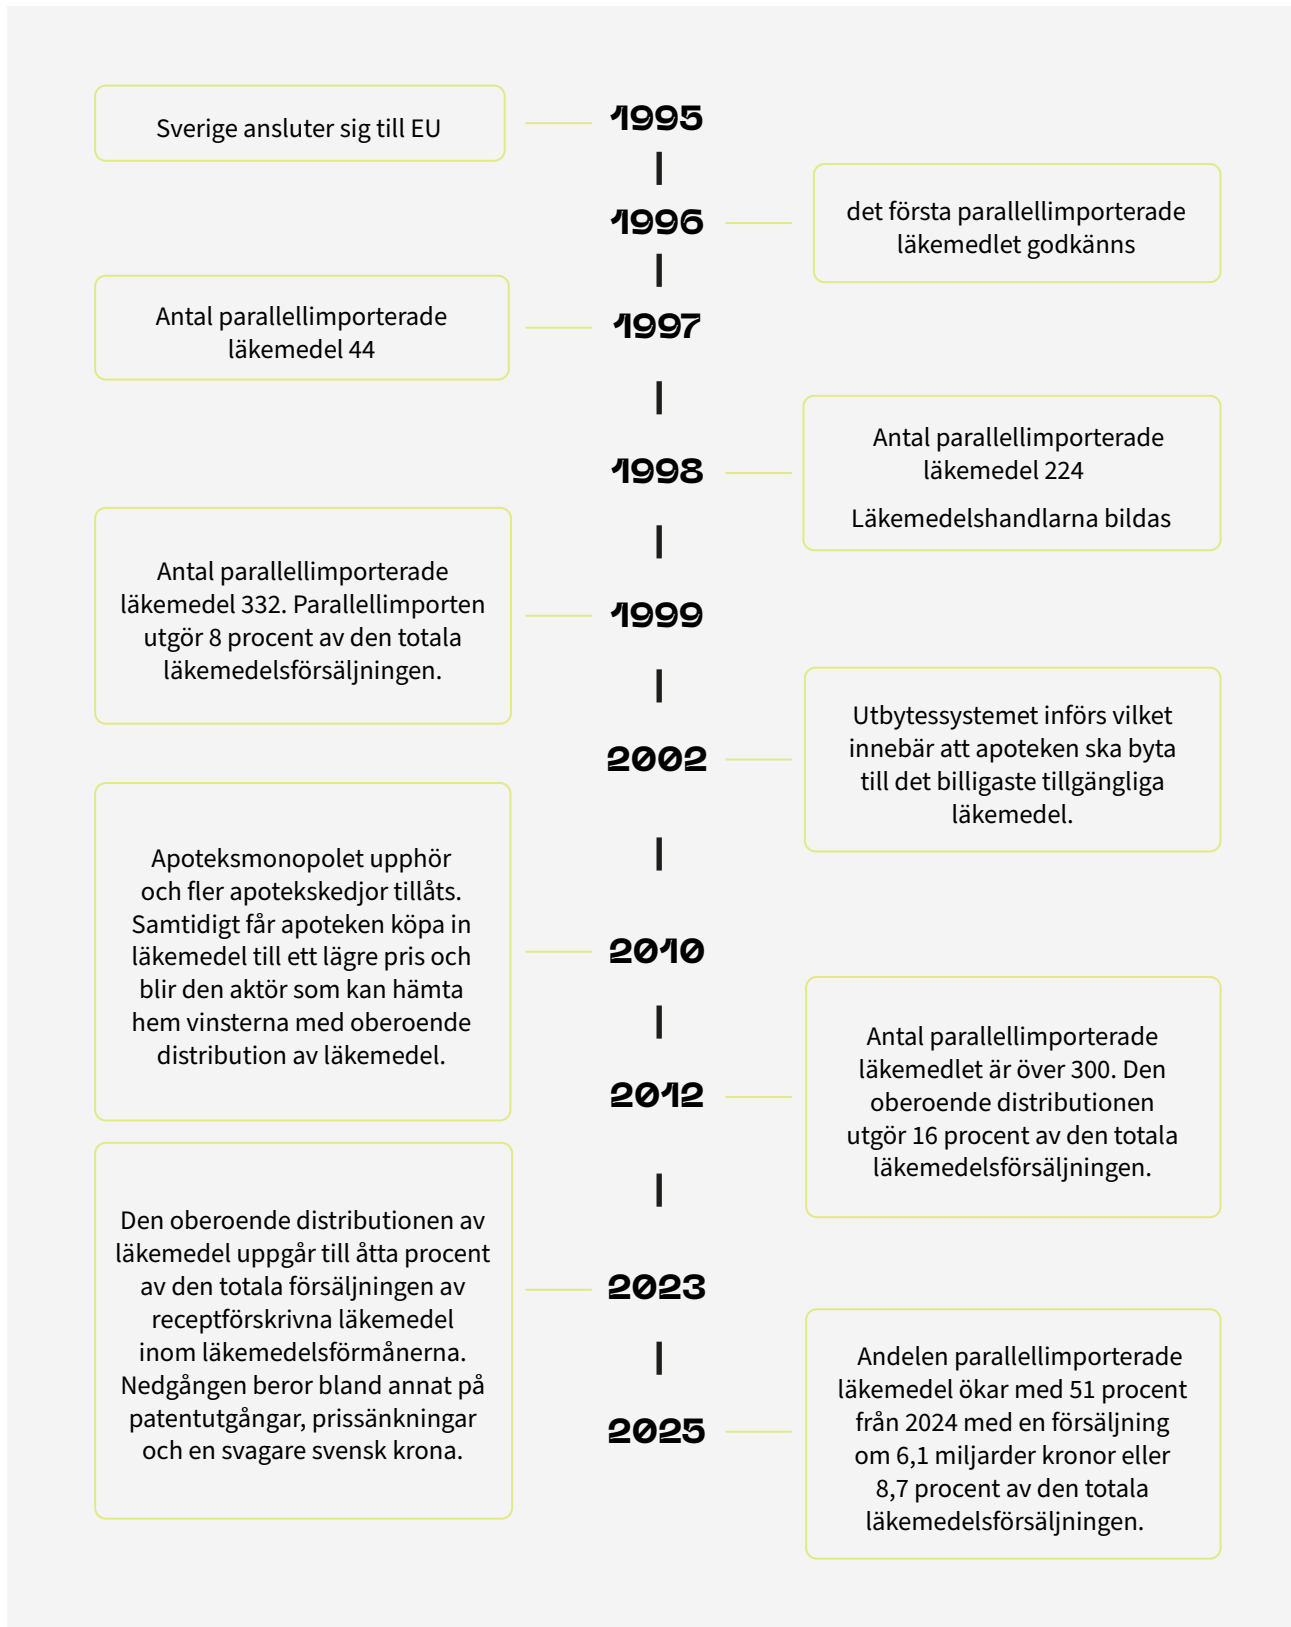 Sverige ansluter sig till EU
1995
1996
det första parallellimporterade
läkemedlet godkänns
Antal parallellimporterade
läkemedel 44
1997
1998
Antal parallellimporterade
läkemedel 224
Läkemedelshandlarna bildas
Antal parallellimporterade
läkemedel 332. Parallellimporten
utgör 8 procent av den totala
läkemedelsförsäljningen.
1999
2002
Utbytessystemet införs vilket
innebär att apoteken ska byta
till det billigaste tillgängliga
läkemedel.
Apoteksmonopolet upphör
och fler apotekskedjor tillåts.
Samtidigt får apoteken köpa in
läkemedel till ett lägre pris och
blir den aktör som kan hämta
hem vinsterna med oberoende
distribution av läkemedel.
2010
2012
Antal parallellimporterade
läkemedlet är över 300. Den
oberoende distributionen
utgör 16 procent av den totala
läkemedelsförsäljningen.
Den oberoende distributionen av
läkemedel uppgår till åtta procent
av den totala försäljningen av
receptförskrivna läkemedel
inom läkemedelsförmånerna.
Nedgången beror bland annat på
patentutgångar, prissänkningar
och en svagare svensk krona.
2023
2025
Andelen parallellimporterade
läkemedel ökar med 51 procent
från 2024 med en försäljning
om 6,1 miljarder kronor eller
8,7 procent av den totala
läkemedelsförsäljningen.